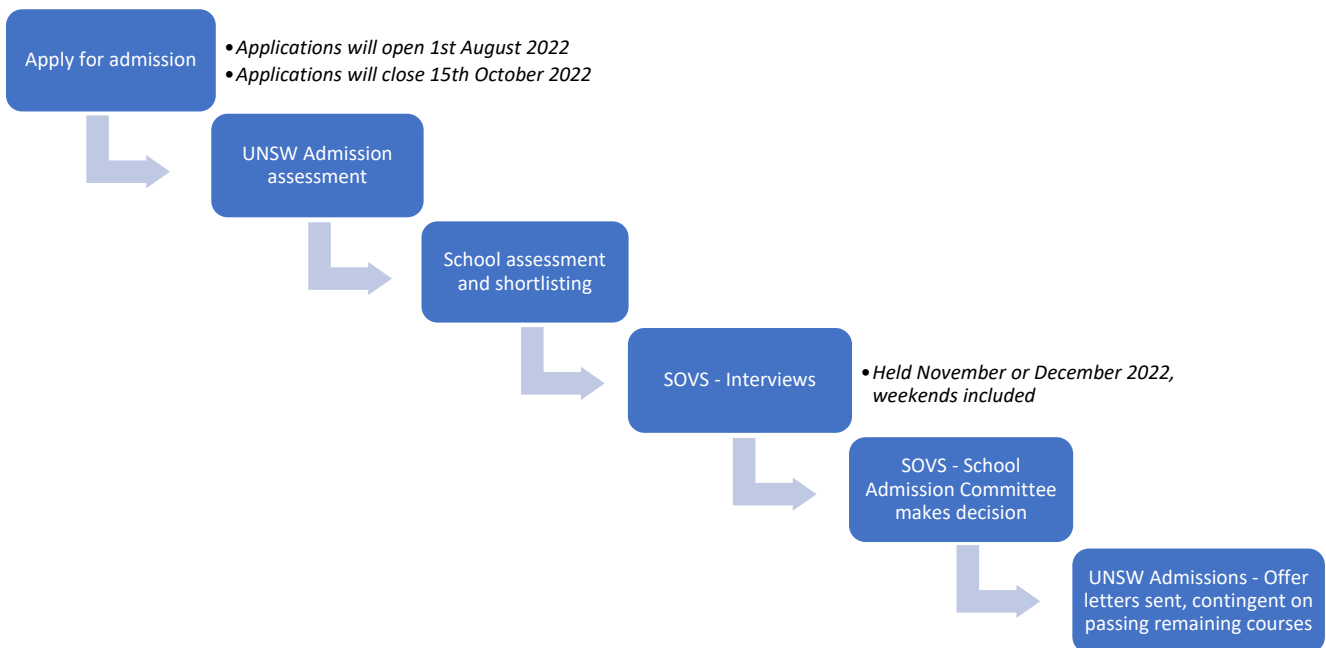 Apply for admission
•Applications will open 1st August 2022
•Applications will close 15th October 2022
UNSW Admission
assessment
School assessment
and shortlisting
SOVS - Interviews
•Held November or December 2022,
weekends included
SOVS - School
Admission Committee
makes decision
UNSW Admissions - Offer
letters sent, contingent on
passing remaining courses